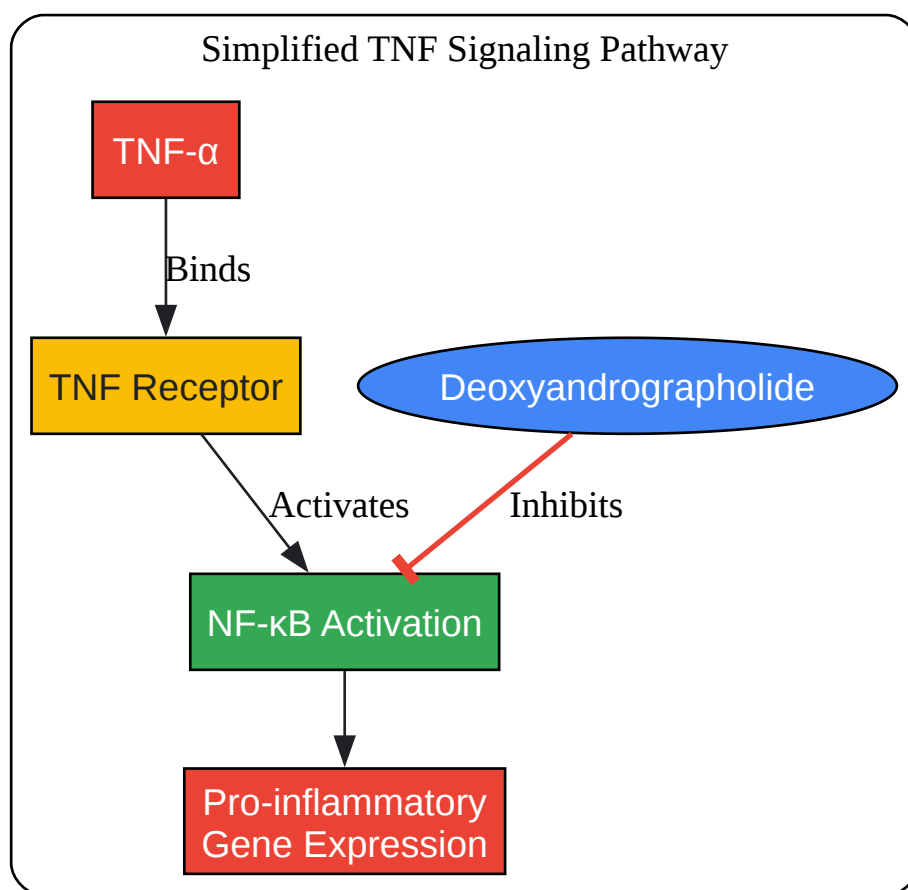 Simplified TNF Signaling Pathway
TNF-α
Binds
TNF Receptor
Deoxyandrographolide
Activates
Inhibits
NF-κB Activation
Pro-inflammatory
Gene Expression